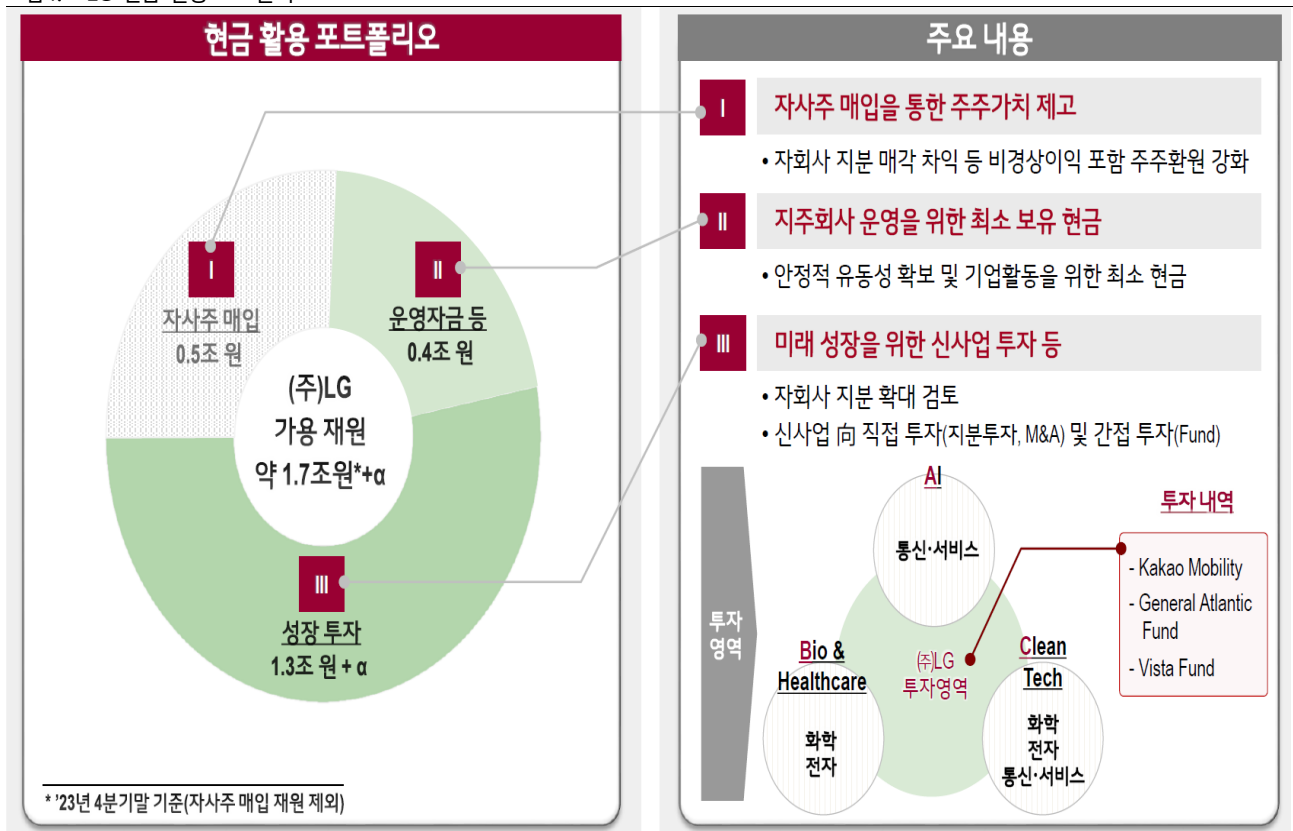 현금 활용 포트폴리오
I
자사주 매입
0.5조 원
II
운영자금 등
0.4조 원
(주)LG
가용 재원
약 1.7조원*+α
III
성장 투자
1.3조 원 + α
* ’23년 4분기말 기준(자사주 매입 재원 제외)
주요 내용
I
자사주 매입을 통한 주주가치 제고
• 자회사 지분 매각 차익 등 비경상이익 포함 주주환원 강화
II
지주회사 운영을 위한 최소 보유 현금
• 안정적 유동성 확보 및 기업활동을 위한 최소 현금
III
미래 성장을 위한 신사업 투자 등
• 자회사 지분 확대 검토
• 신사업 向 직접 투자(지분투자, M&A) 및 간접 투자(Fund)
투자
영역
AI
통신·서비스
Bio &
Healthcare
화학
전자
㈜LG
투자영역
Clean
Tech
화학
전자
통신·서비스
투자 내역
- Kakao Mobility
- General Atlantic
Fund
- Vista Fund